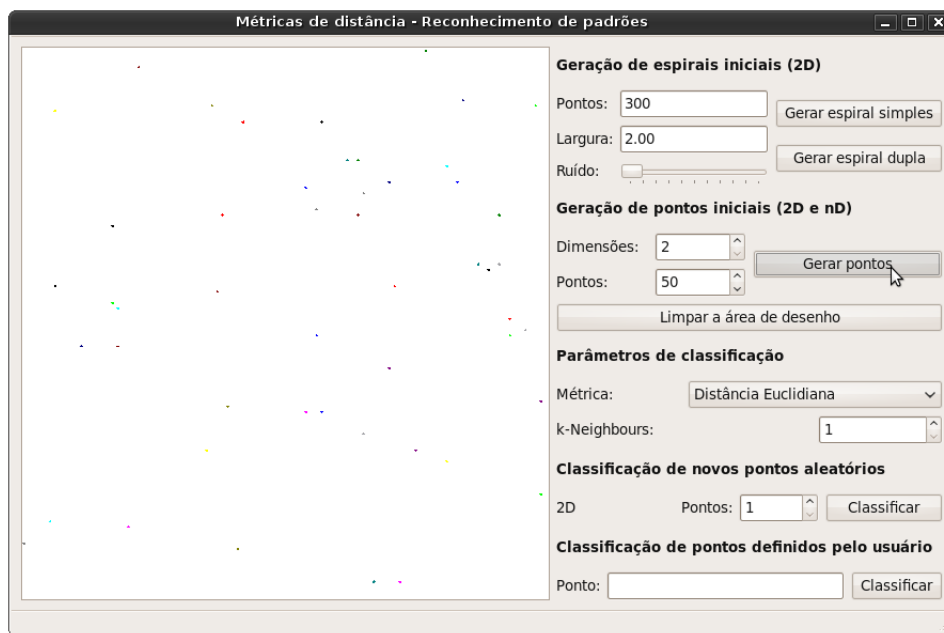 Métricas de distância - Reconhecimento de padrões
Geração de espirais iniciais (2D)
Pontos: 300
Gerar espiral simples
Largura: 2.00
Gerar espiral dupla
Ruído:
Geração de pontos iniciais (2D e nD)
Dimensões: 2
Gerar pontos
Pontos: 50
Limpar a área de desenho
Parâmetros de classificação
Métrica: Distância Euclidiana
k-Neighbours: 1
Classificação de novos pontos aleatórios
2D Pontos: 1 Classificar
Classificação de pontos definidos pelo usuário
Ponto: Classificar